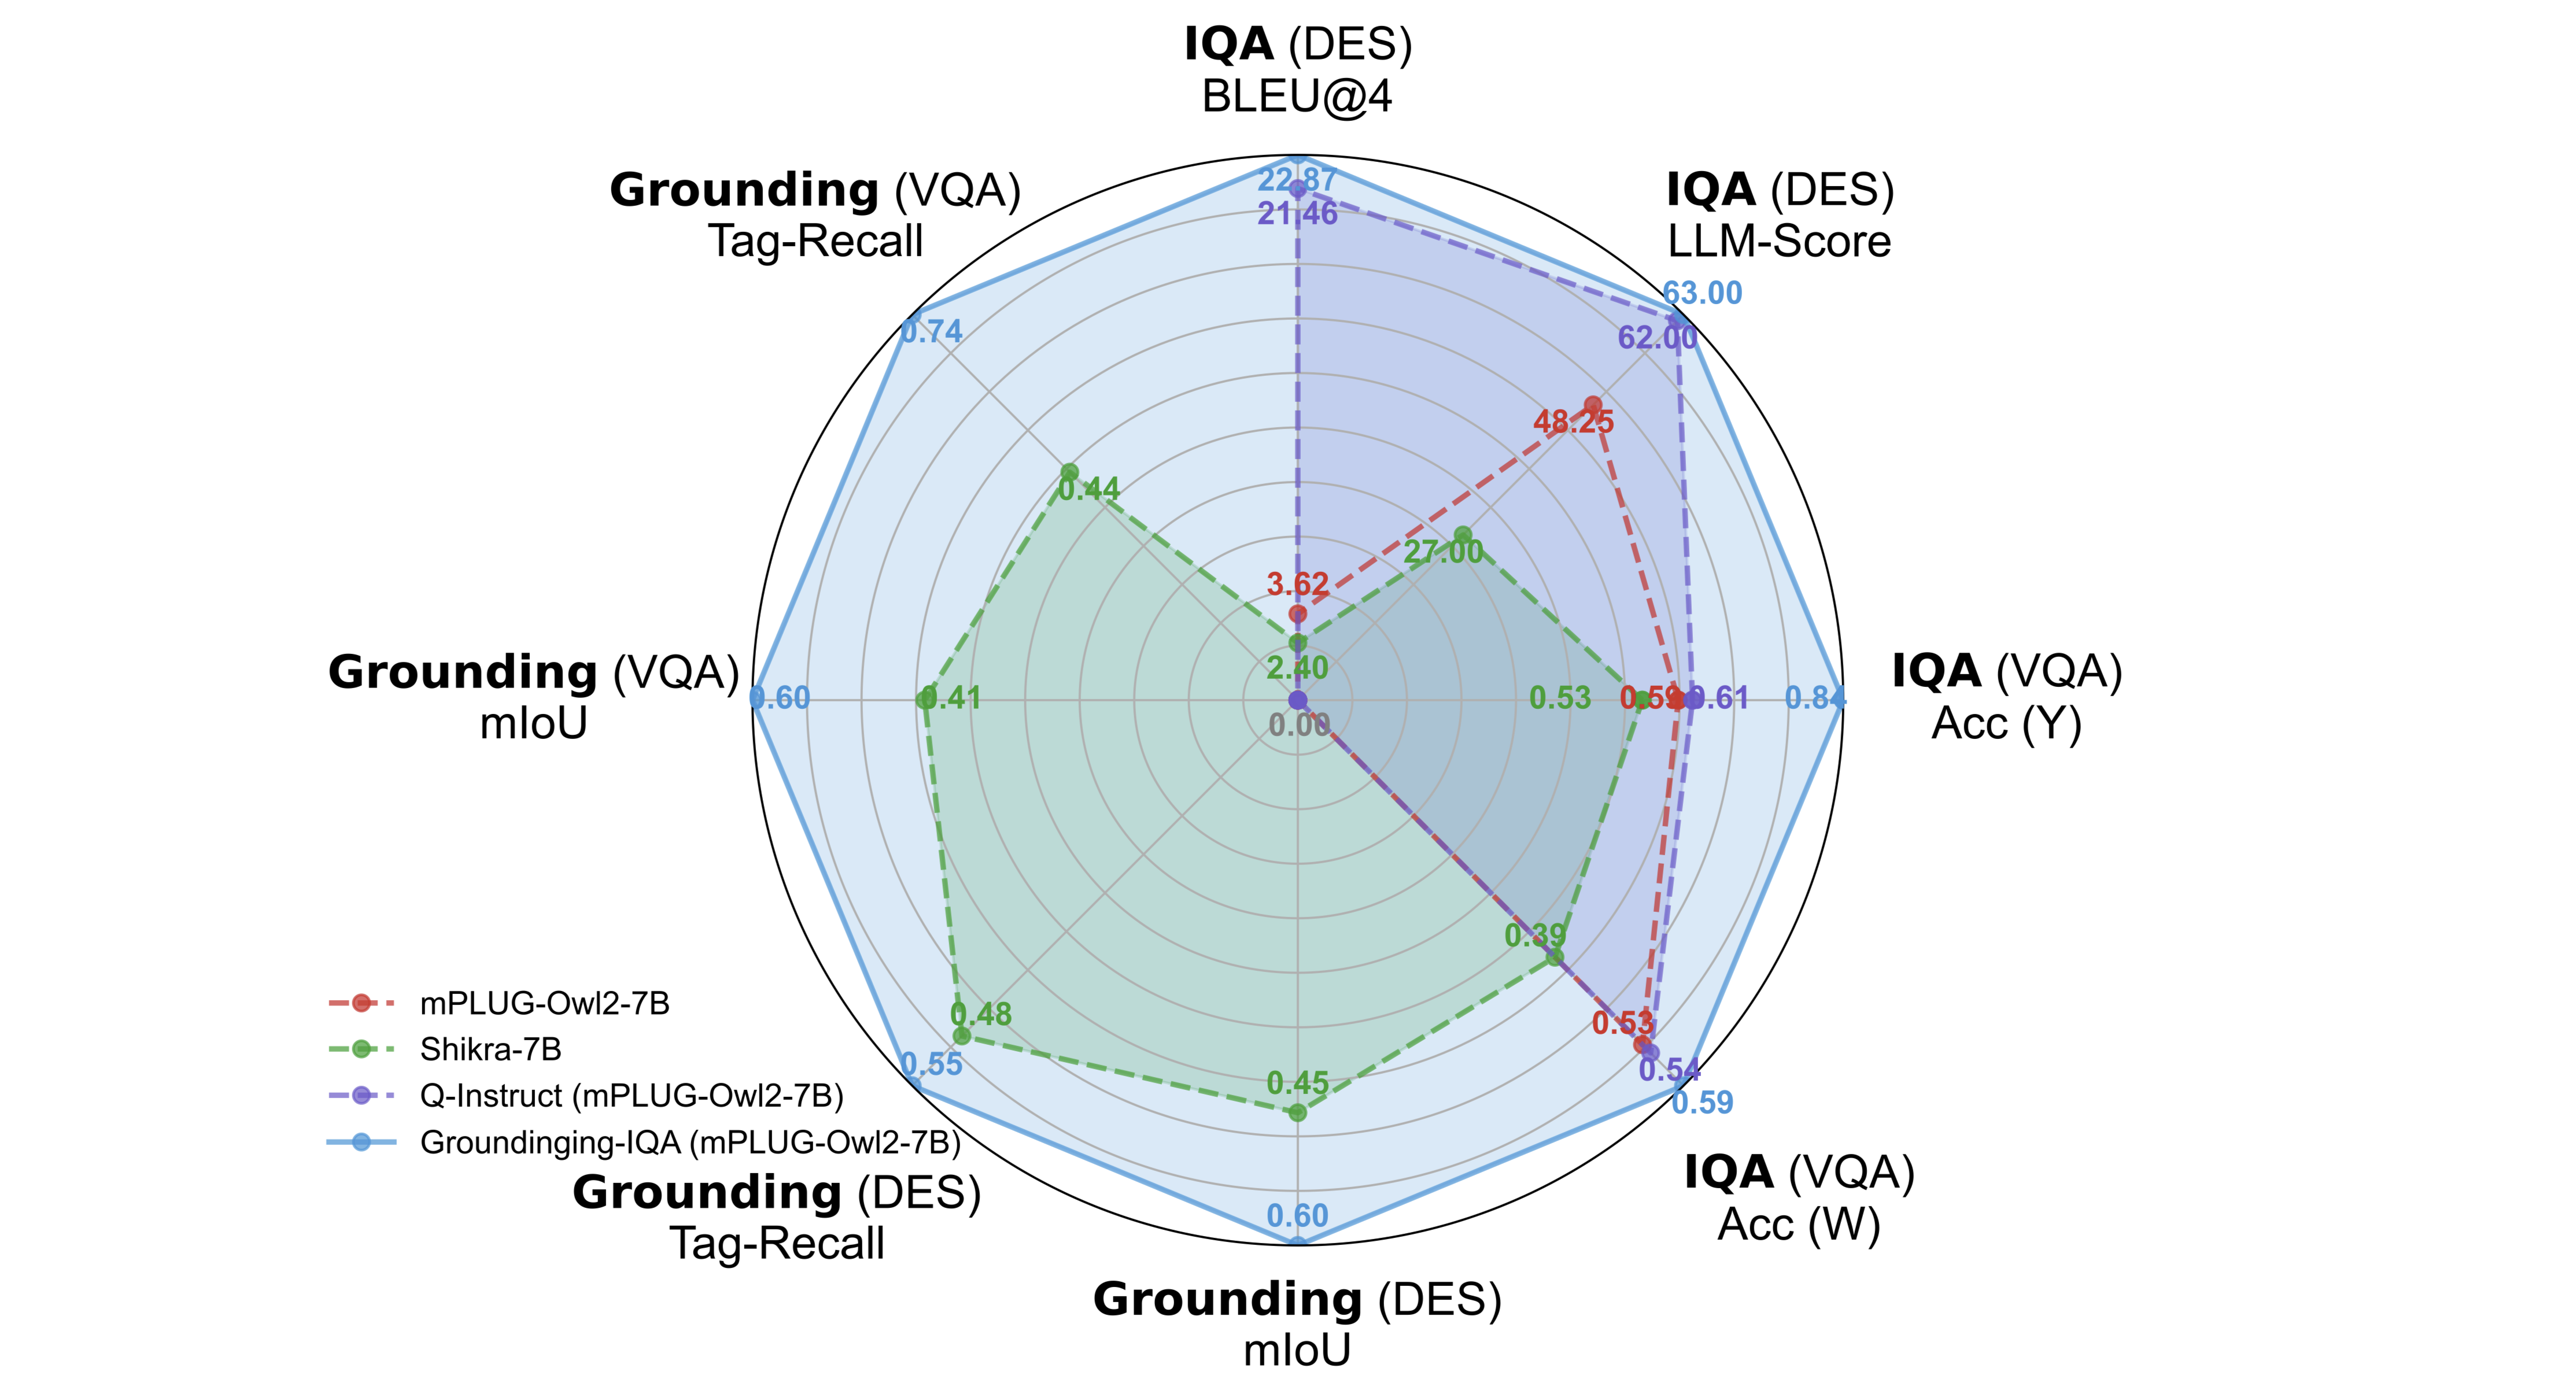 IQA (DES)
BLEU@4
Grounding (VQA)
Tag-Recall
IQA (DES)
LLM-Score
22.87
21.46
63.00
62.00
0.74
48.25
0.44
27.00
3.62
2.40
Grounding (VQA)
mIoU
0.60
0.41
0.53
0.59
0.61
0.84
IQA (VQA)
Acc (Y)
0.00
0.39
0.48
0.53
0.55
0.45
0.54
0.59
mPLUG-Owl2-7B
Shikra-7B
Q-Instruct (mPLUG-Owl2-7B)
Groundinging-IQA (mPLUG-Owl2-7B)
Grounding (DES)
Tag-Recall
0.60
IQA (VQA)
Acc (W)
Grounding (DES)
mIoU